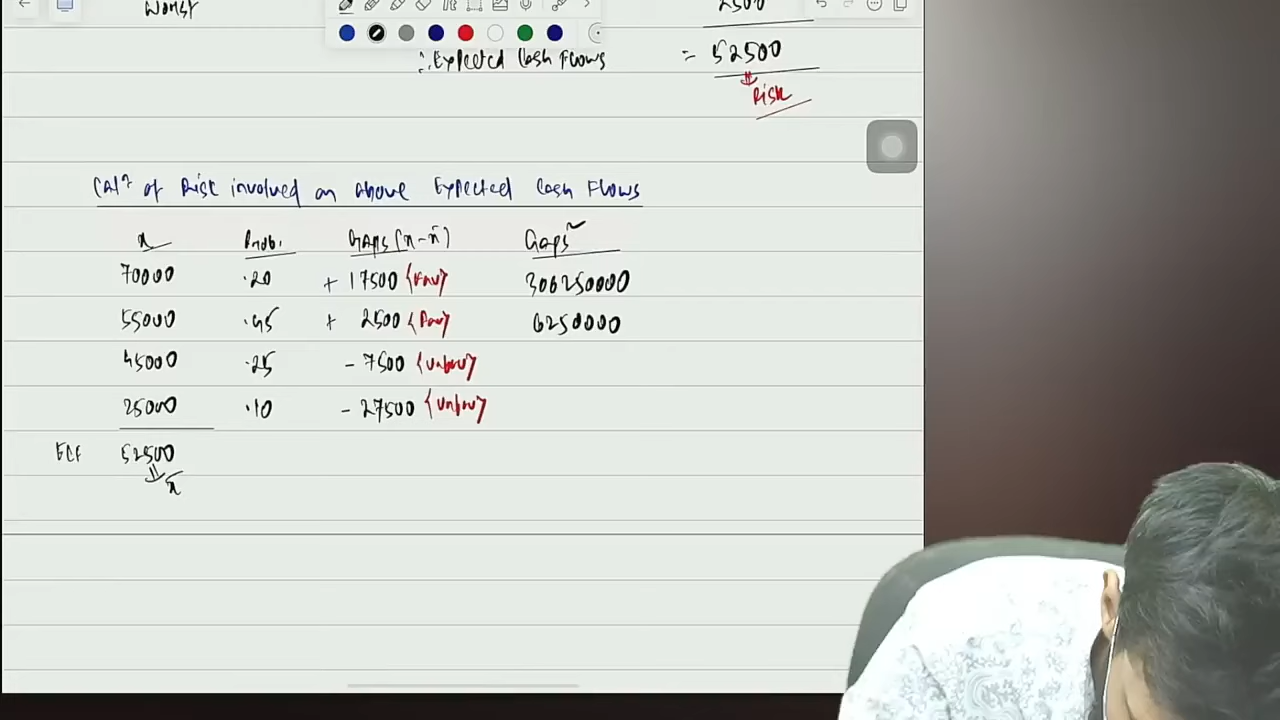 Worst
2500
∴ Expected Cash Flows = 52500
Risk
Calⁿ of Risk involved on above Expected Cash Flows
x Prob. Gaps (x-x̄) Gaps²
70000 .20 + 17500 {Fav} 306250000
55000 .45 + 2500 {Fav} 6250000
45000 .25 - 7500 {Unfav}
25000 .10 - 27500 {Unfav}
ECF 52500
x̄